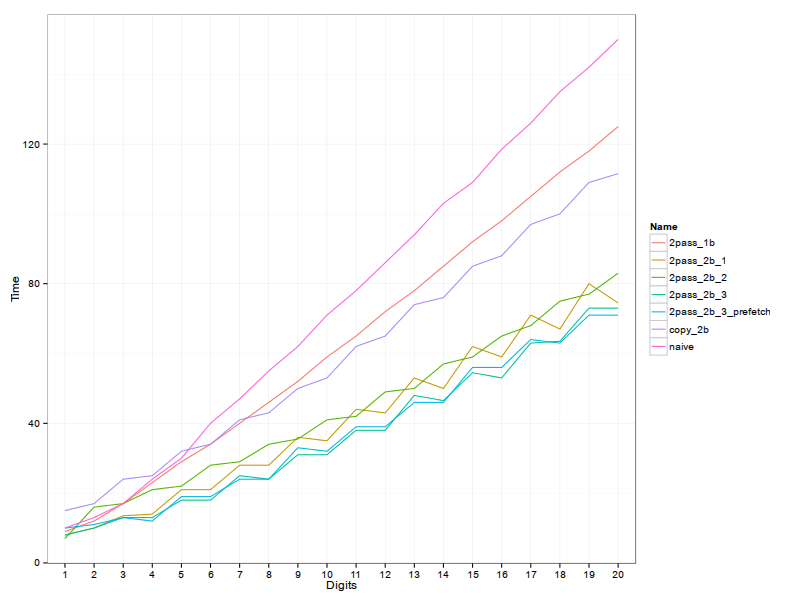 120
80
40
0
Time
1 2 3 4 5 6 7 8 9 10 11 12 13 14 15 16 17 18 19 20
Digits
Name
2pass_1b
2pass_2b_1
2pass_2b_2
2pass_2b_3
2pass_2b_3_prefetch
copy_2b
naive